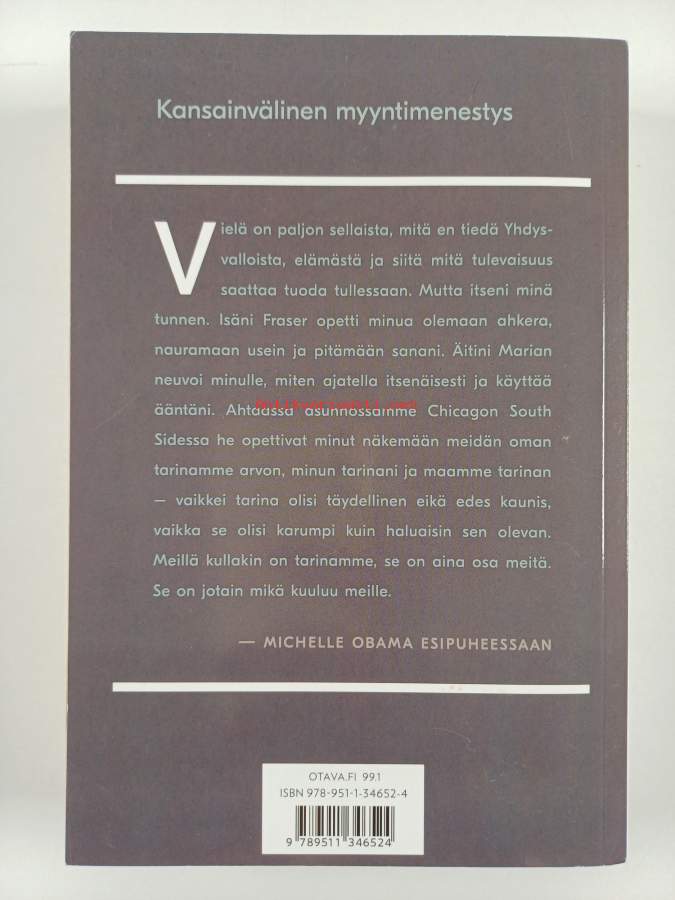 Kansainvälinen myyntimenestys
Vielä on paljon sellaista, mitä en tiedä Yhdys-
valloista, elämästä ja siitä mitä tulevaisuus
saattaa tuoda tullessaan. Mutta itseni minä
tunnen. Isäni Fraser opetti minua olemaan ahkera,
nauramaan usein ja pitämään sanani. Äitini Marian
neuvoi minulle, miten ajatella itsenäisesti ja käyttää
ääntäni. Ahtaassa asunnossamme Chicagon South
Sidessa he opettivat minut näkemään meidän oman
tarinamme arvon, minun tarinani ja maamme tarinan
– vaikkei tarina olisi täydellinen eikä edes kaunis,
vaikka se olisi karumpi kuin haluaisin sen olevan.
Meillä kullakin on tarinamme, se on aina osa meitä.
Se on jotain mikä kuuluu meille.
— MICHELLE OBAMA ESIPUHEESSAAN
OTAVA.FI 99.1
ISBN 978-951-1-34652-4
9 789511 346524